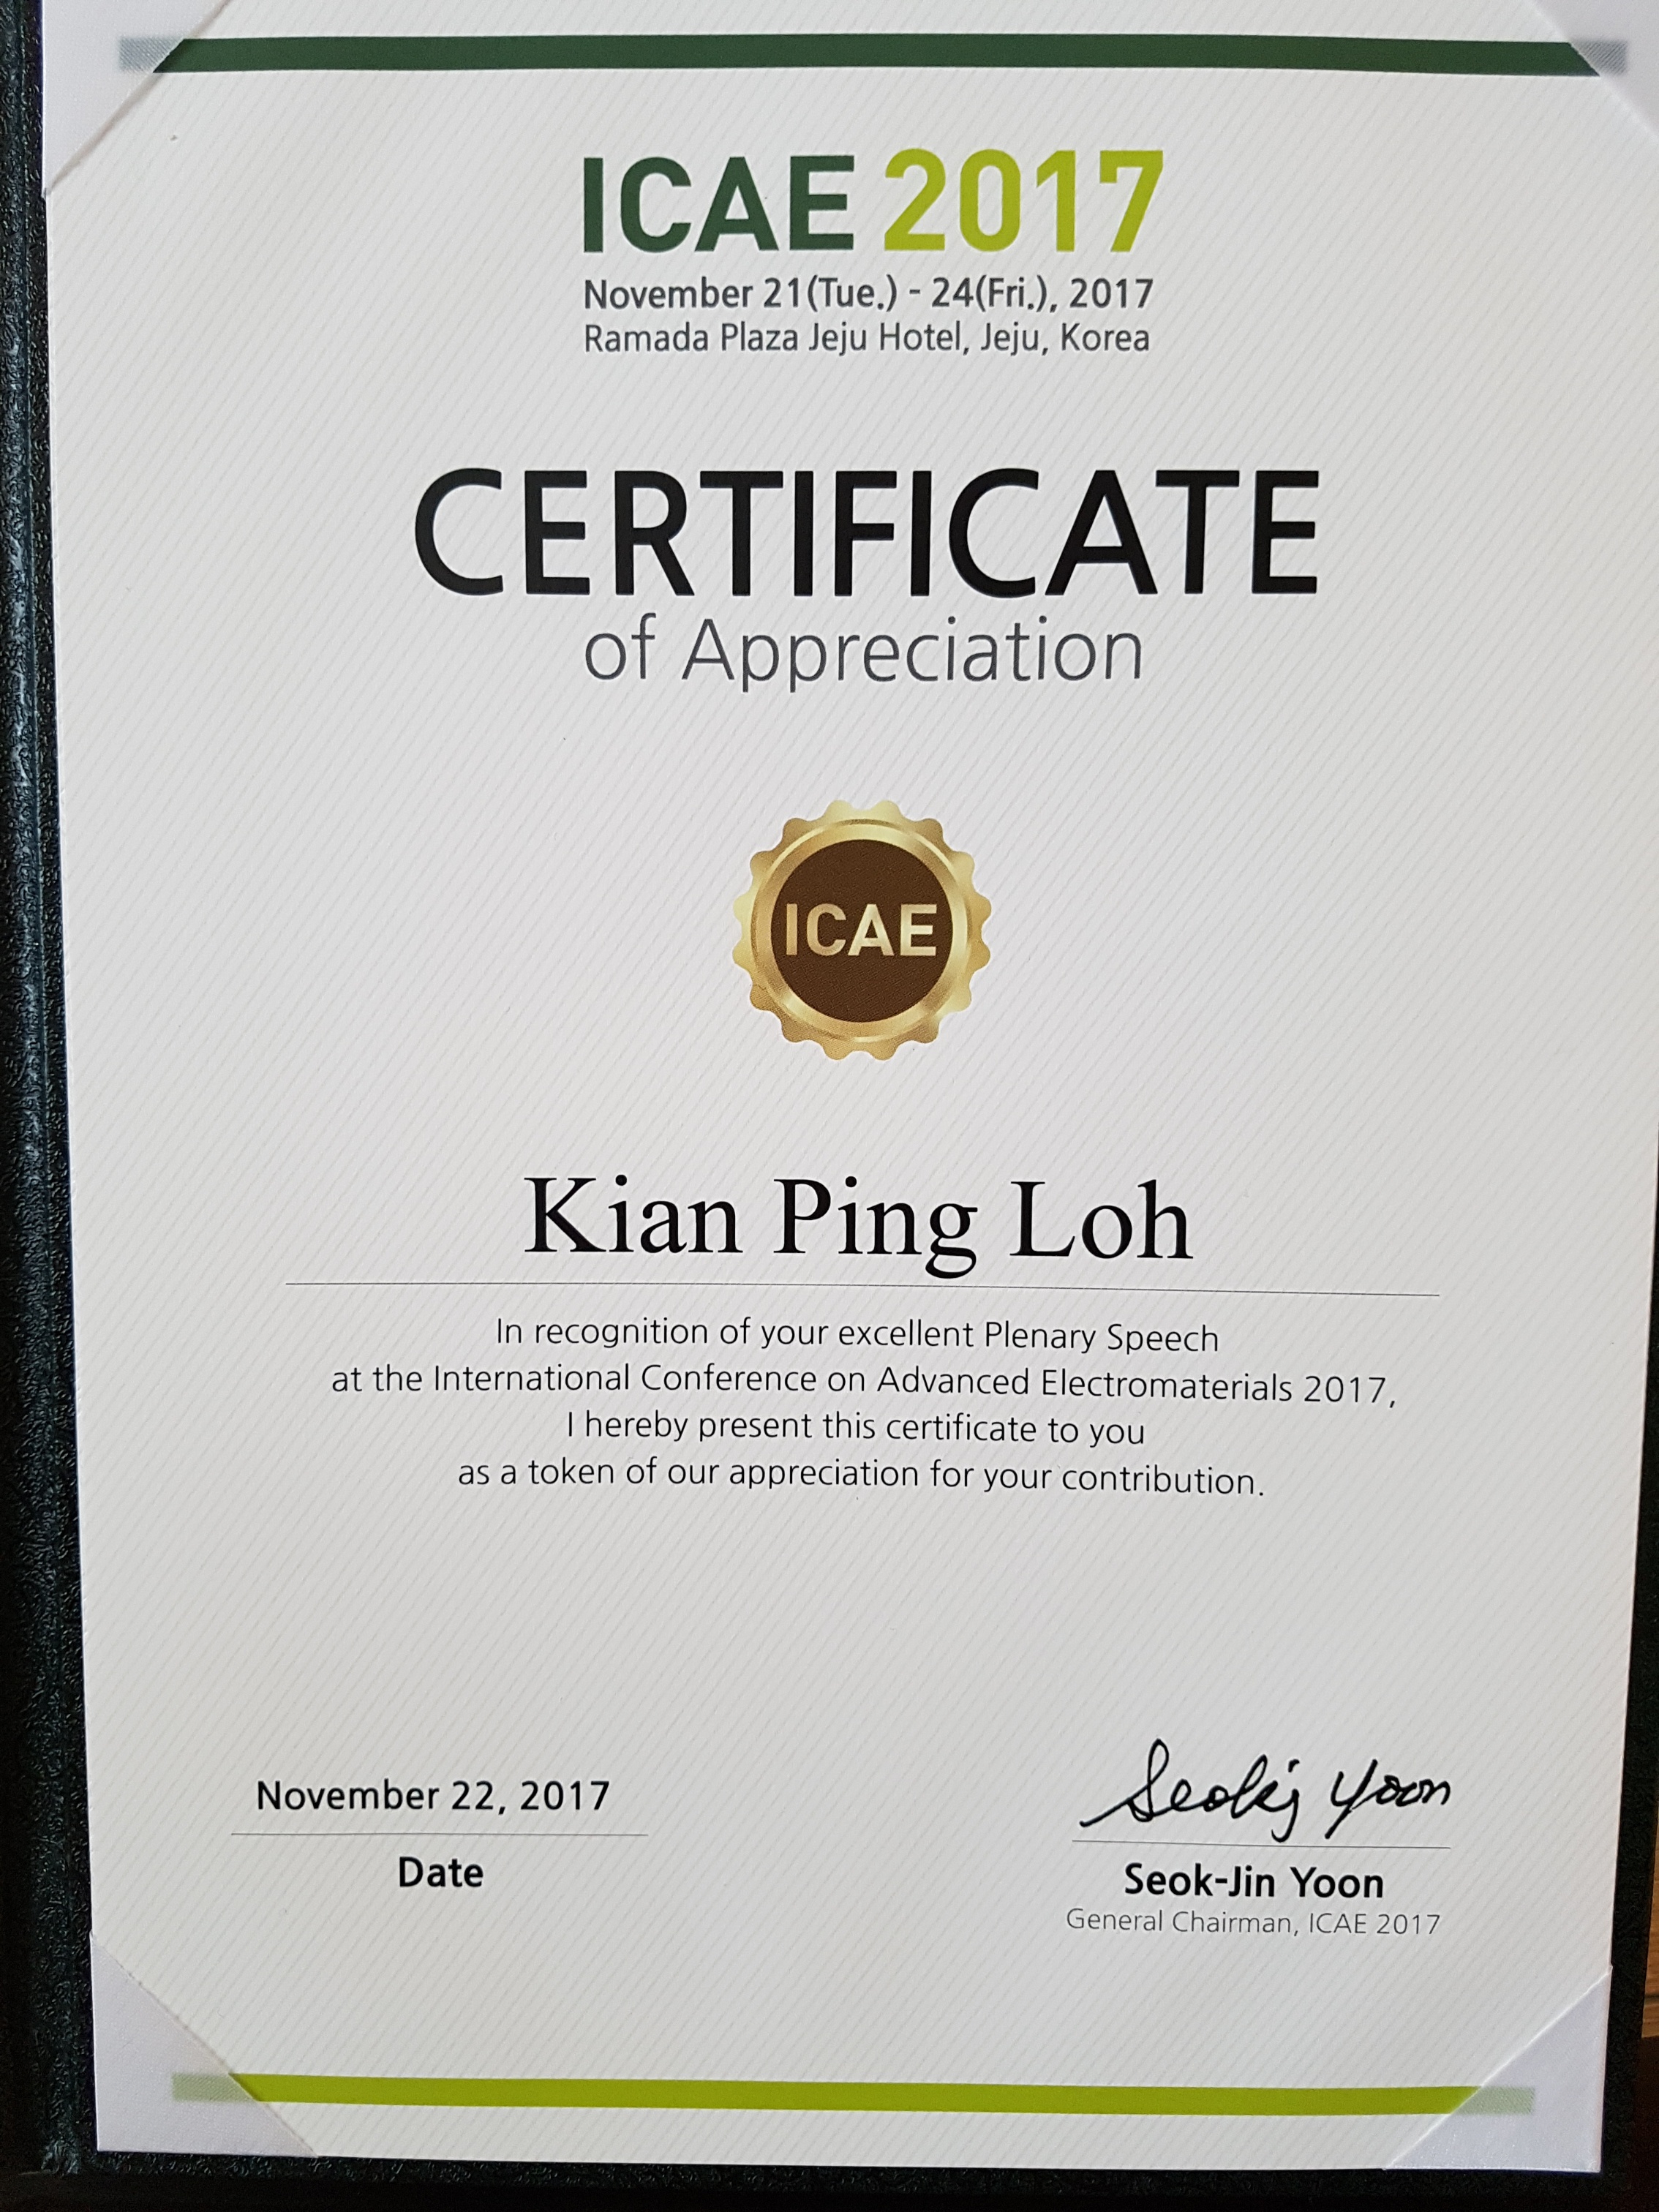 ICAE 2017
November 21(Tue.) - 24(Fri.), 2017
Ramada Plaza Jeju Hotel, Jeju, Korea
CERTIFICATE
of Appreciation
ICAE
Kian Ping Loh
In recognition of your excellent Plenary Speech
at the International Conference on Advanced Electromaterials 2017,
I hereby present this certificate to you
as a token of our appreciation for your contribution.
November 22, 2017
Date
Seokj Yoon
Seok-Jin Yoon
General Chairman, ICAE 2017